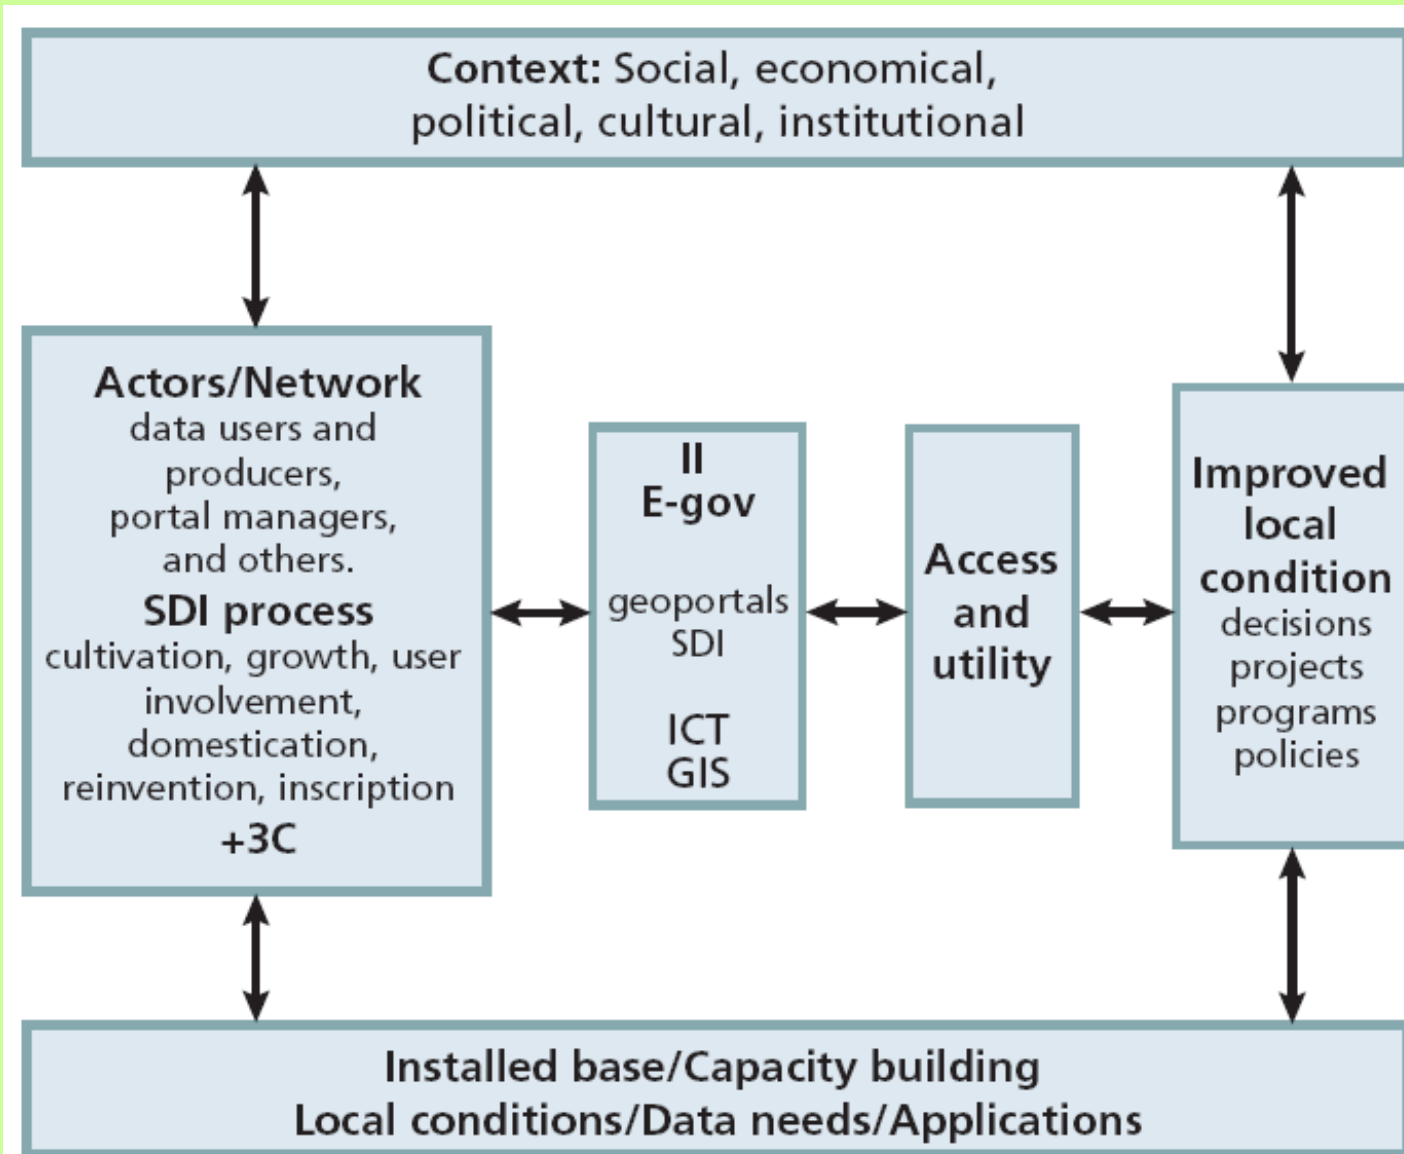 Context: Social, economical,
political, cultural, institutional
Actors/Network
data users and
producers,
portal managers,
and others.
SDI process
cultivation, growth, user
involvement,
domestication,
reinvention, inscription
+3C
II
E-gov
geoportals
SDI
ICT
GIS
Access
and
utility
Improved
local
condition
decisions
projects
programs
policies
Installed base/Capacity building
Local conditions/Data needs/Applications